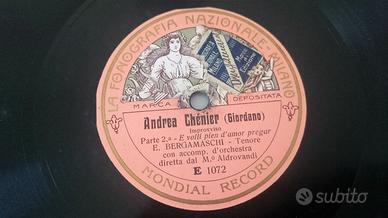 LA FONOGRAFIA NAZIONALE - MILANO
MARCA DEPOSITATA
Andrea Chénier (Giordano)
Improvviso
Parte 2.a - E volli pien d'amor pregar
E. BERGAMASCHI - Tenore
con accomp. d'orchestra
diretta dal M.o Aldrovandi
E 1072
MONDIAL RECORD
subito